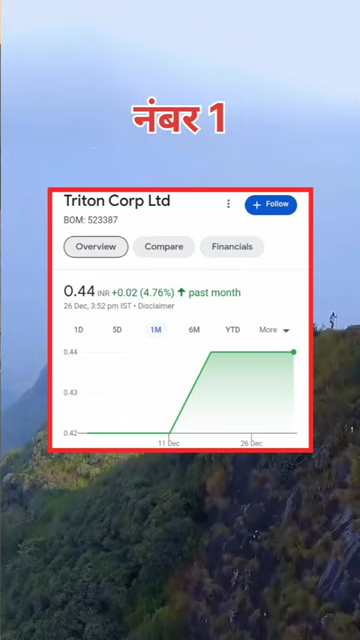 नंबर 1
Triton Corp Ltd
+ Follow
BOM: 523387
Overview Compare Financials
0.44 INR +0.02 (4.76%) ↑ past month
26 Dec, 3:52 pm IST • Disclaimer
1D 5D 1M 6M YTD More
0.44
0.43
0.42
11 Dec 26 Dec